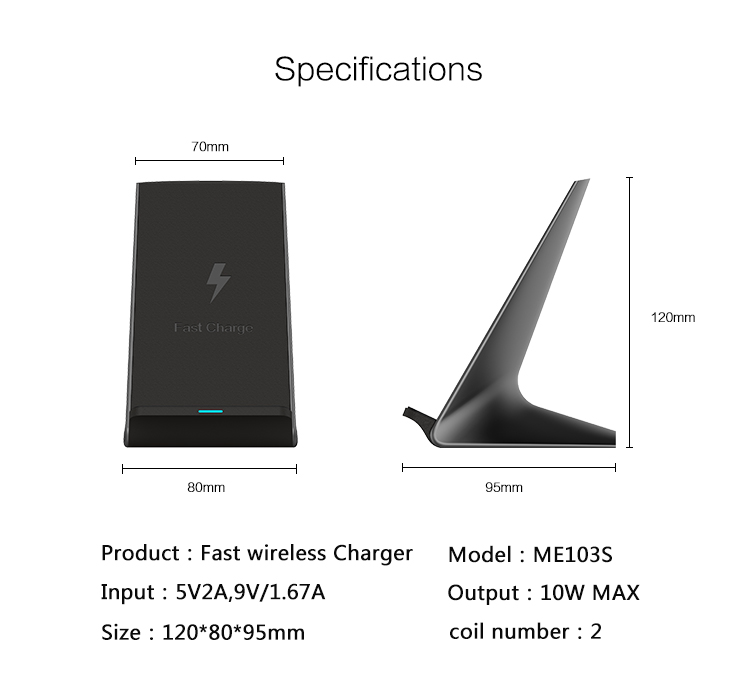 Specifications
70mm
Fast Charge
120mm
80mm
95mm
Product : Fast wireless Charger
Model : ME103S
Input : 5V2A,9V/1.67A
Output : 10W MAX
Size : 120*80*95mm
coil number : 2